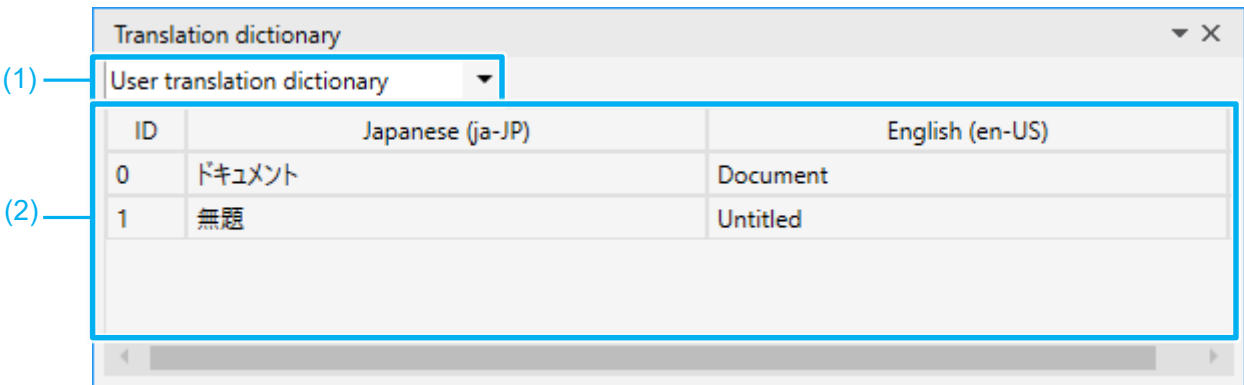 Translation dictionary
(1) User translation dictionary
ID Japanese (ja-JP) English (en-US)
0 ドキュメント Document
(2)
1 無題 Untitled